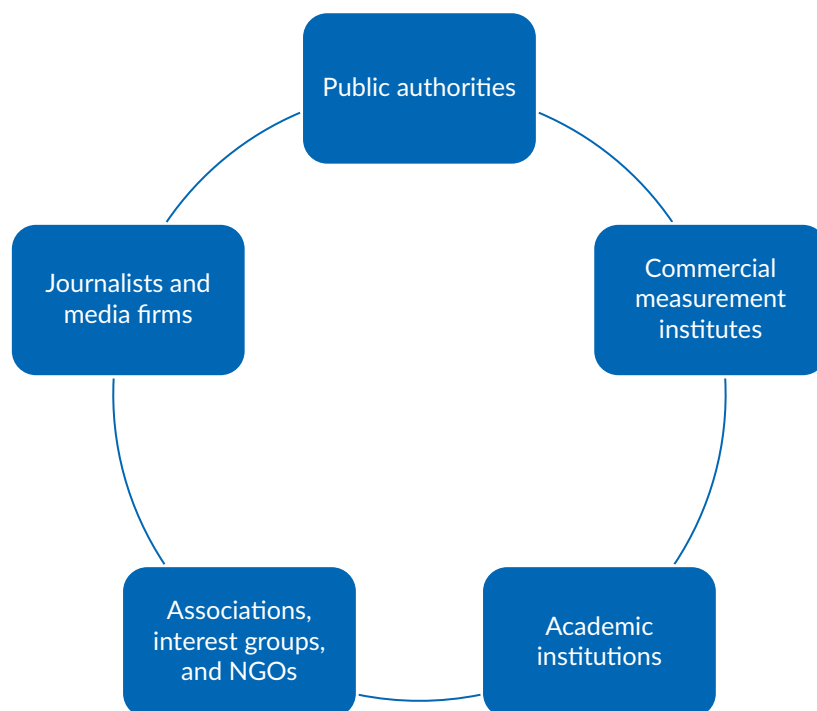 Public authorities
Commercial
measurement
institutes
Academic
institutions
Associations,
interest groups,
and NGOs
Journalists and
media firms